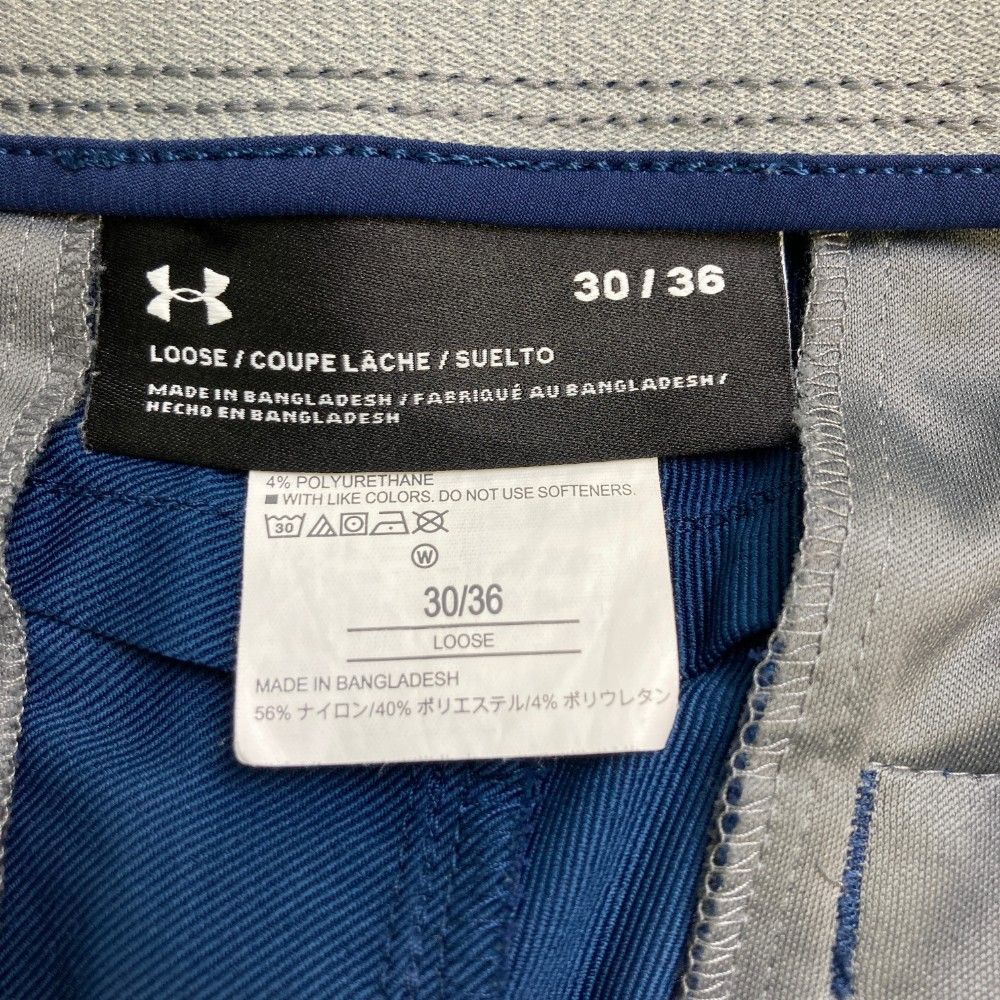 30 / 36
LOOSE / COUPE LÂCHE / SUELTO
MADE IN BANGLADESH / FABRIQUÉ AU BANGLADESH /
HECHO EN BANGLADESH
4% POLYURETHANE
WITH LIKE COLORS. DO NOT USE SOFTENERS.
30
W
30/36
LOOSE
MADE IN BANGLADESH
56% ナイロン/40% ポリエステル/4% ポリウレタン